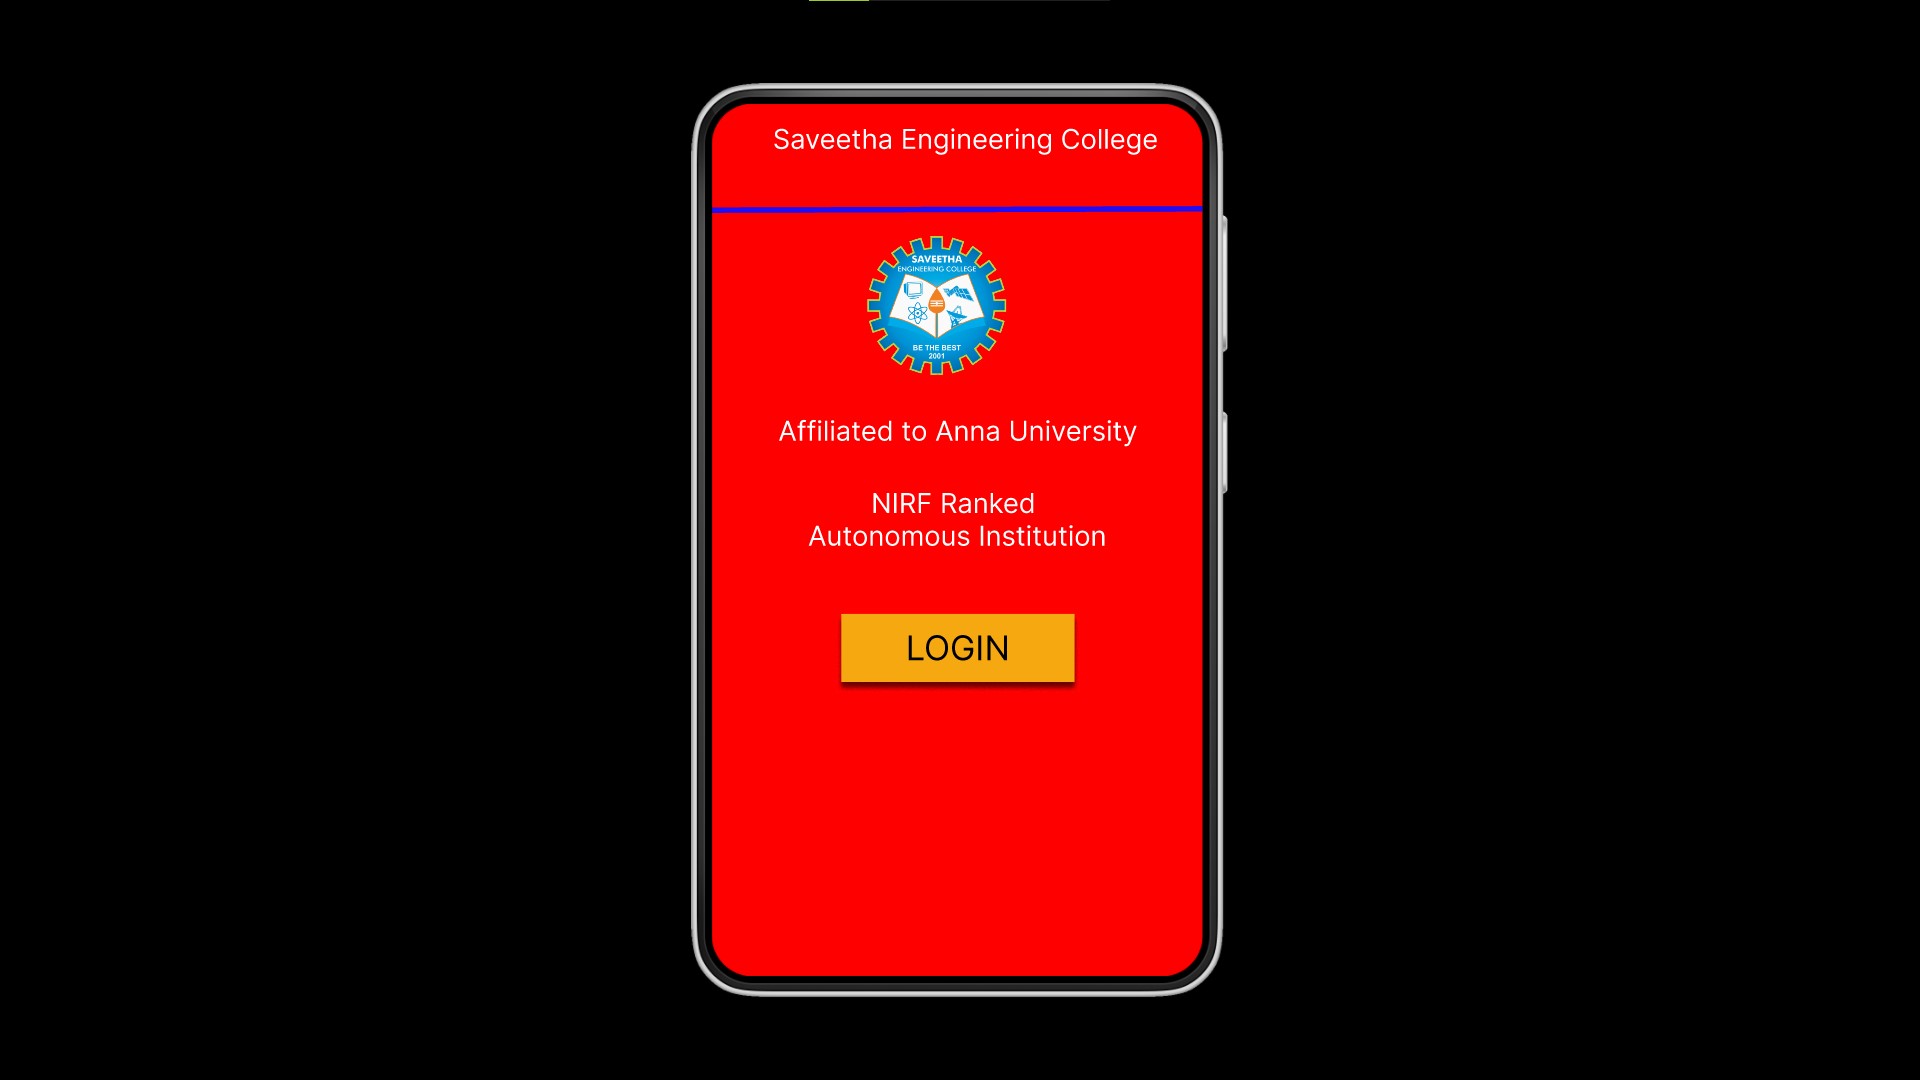 Saveetha Engineering College
SAVEETHA
ENGINEERING COLLEGE
BE THE BEST
2001
Affiliated to Anna University
NIRF Ranked
Autonomous Institution
LOGIN